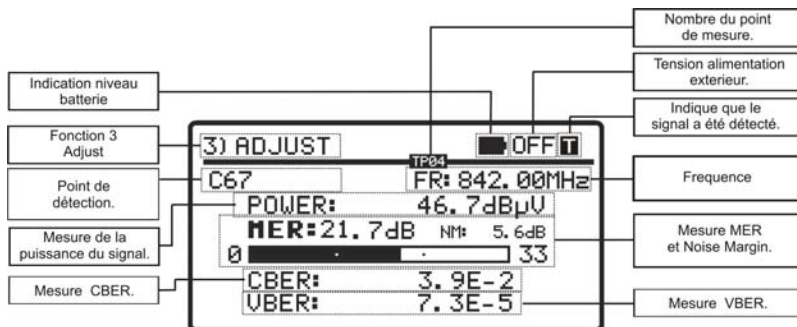 Nombre du point
de mesure.
Tension alimentation
exterieur.
Indique que le
signal a été détecté.
Frequence
Mesure MER
et Noise Margin.
Mesure VBER.
Indication niveau
batterie
Fonction 3
Adjust
Point de
détection.
Mesure de la
puissance du signal.
Mesure CBER.
3) ADJUST OFF T
TP04
C67 FR: 842.00MHz
POWER: 46.7dBµV
MER:21.7dB NM: 5.6dB
0 33
CBER: 3.9E-2
VBER: 7.3E-5